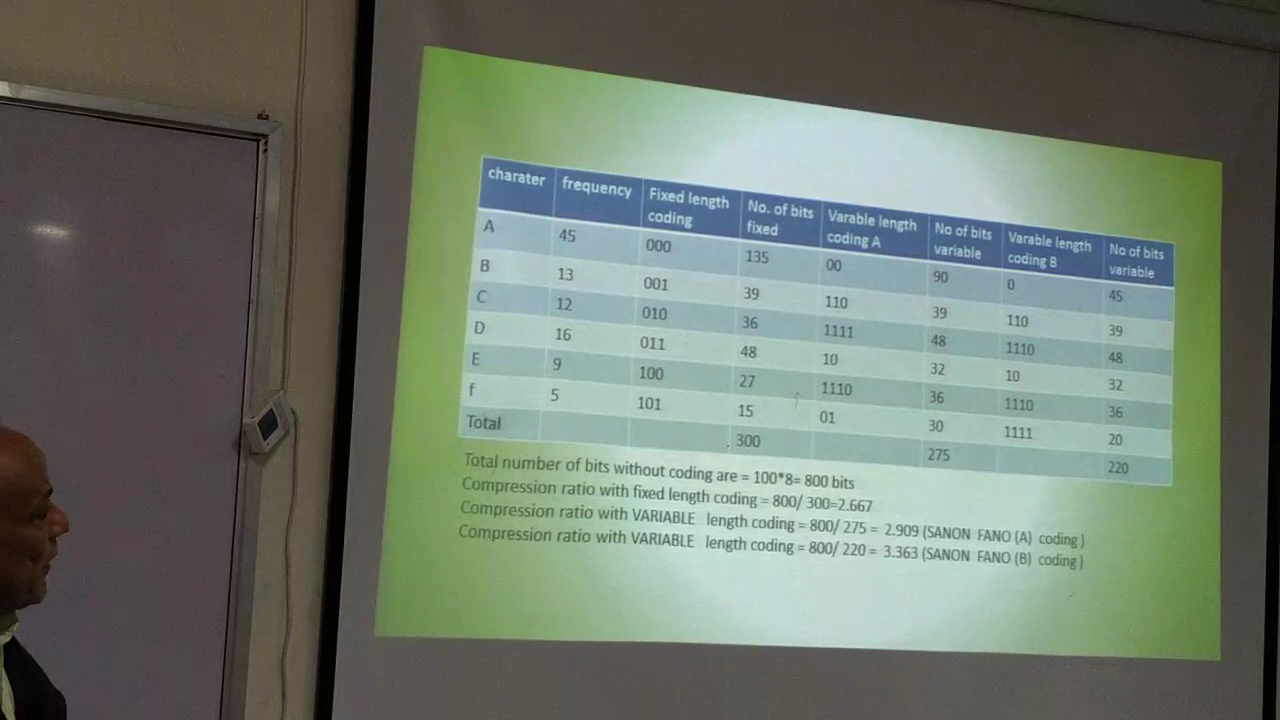 charater frequency Fixed length coding No. of bits fixed Varable length coding A No of bits variable Varable length coding B No of bits variable
A 45 000 135 00 90 0 45
B 13 001 39 110 39 110 39
C 12 010 36 1111 48 1110 48
D 16 011 48 10 32 10 32
E 9 100 27 1110 36 1110 36
f 5 101 15 01 30 1111 20
Total 300 275 220
Total number of bits without coding are = 100*8= 800 bits
Compression ratio with fixed length coding = 800/ 300=2.667
Compression ratio with VARIABLE length coding = 800/ 275 = 2.909 (SANON FANO (A) coding)
Compression ratio with VARIABLE length coding = 800/ 220 = 3.363 (SANON FANO (B) coding)